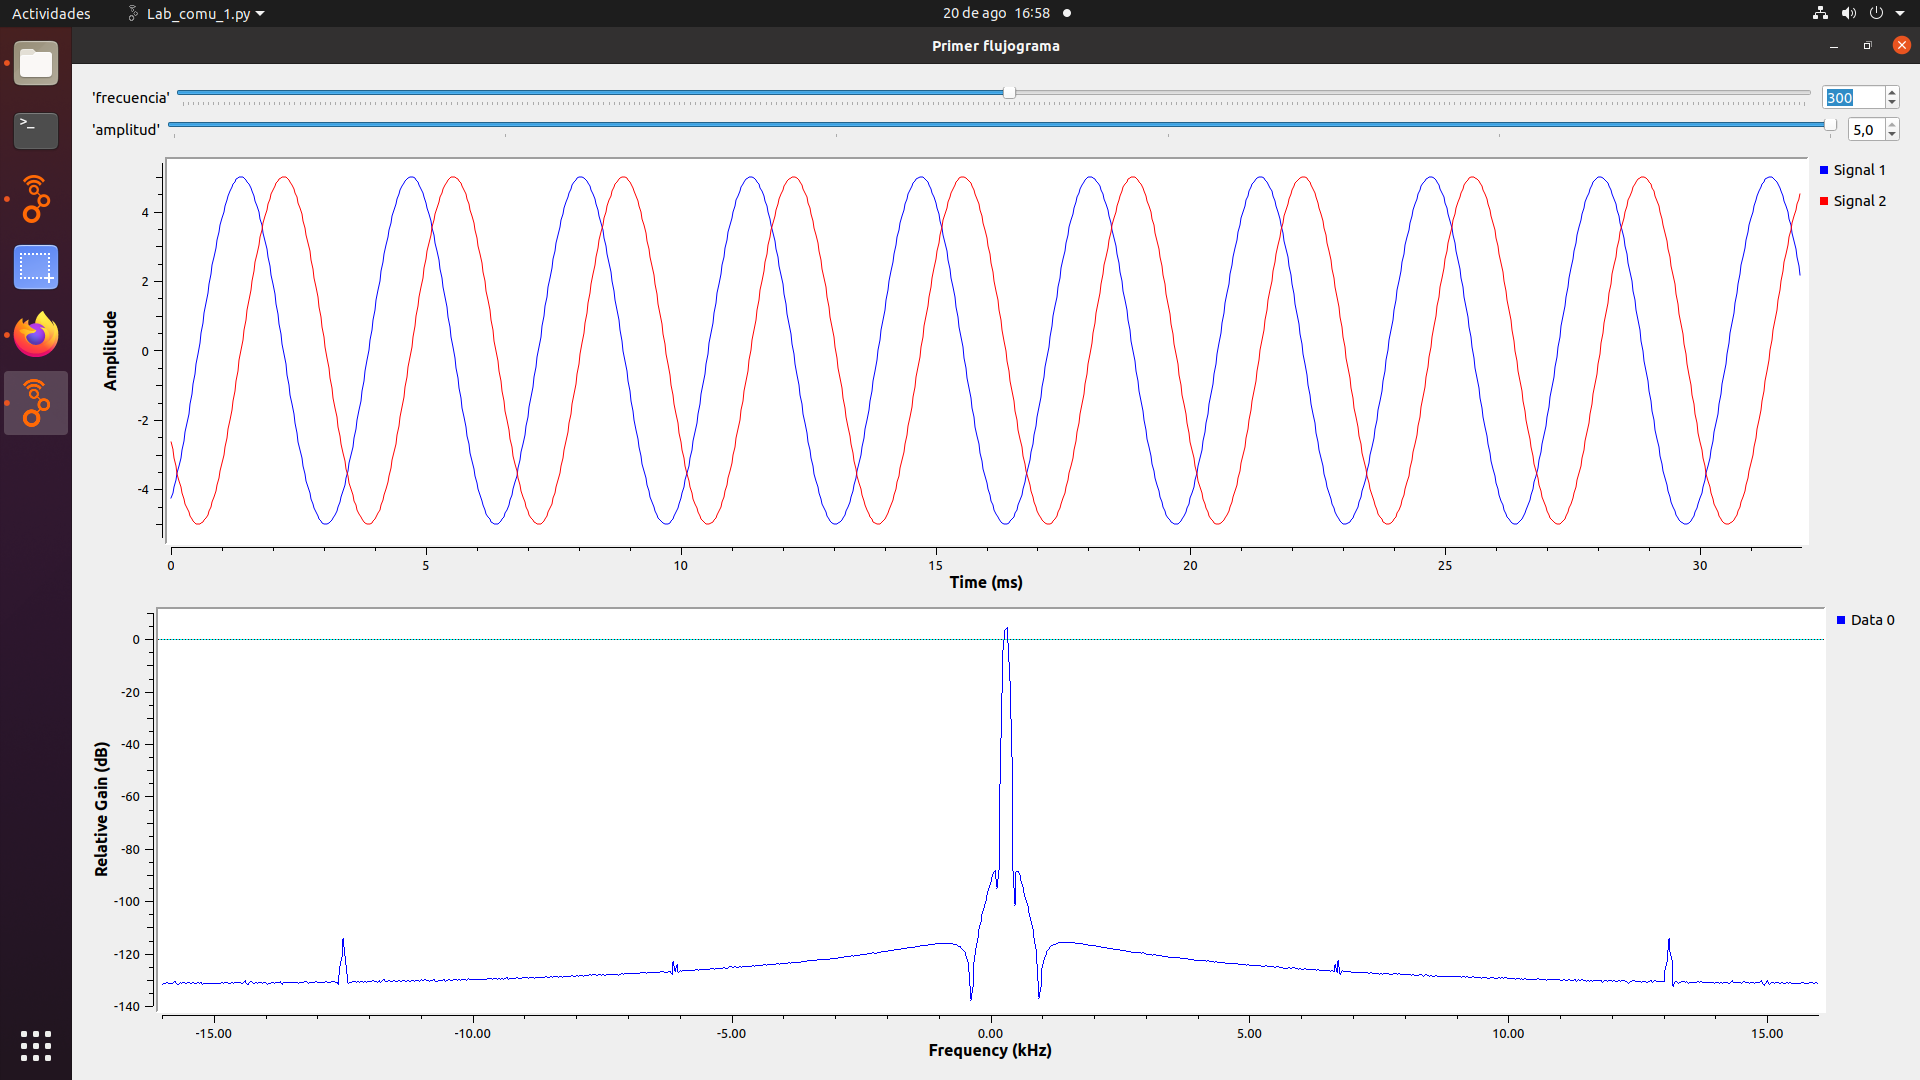 Actividades
Lab_comu_1.py
20 de ago 16:58
Primer flujograma
'frecuencia'
300
'amplitud'
5,0
Signal 1
Signal 2
Amplitude
4
2
0
-2
-4
0
5
10
15
20
25
30
Time (ms)
Data 0
Relative Gain (dB)
0
-20
-40
-60
-80
-100
-120
-140
-15.00
-10.00
-5.00
0.00
5.00
10.00
15.00
Frequency (kHz)